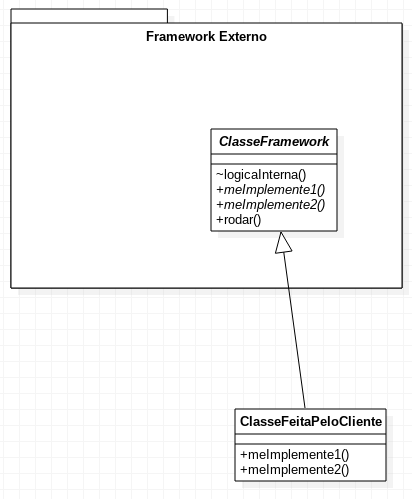 Framework Externo
ClasseFramework
~logicaInterna()
+meImplemente1()
+meImplemente2()
+rodar()
ClasseFeitaPeloCliente
+meImplemente1()
+meImplemente2()